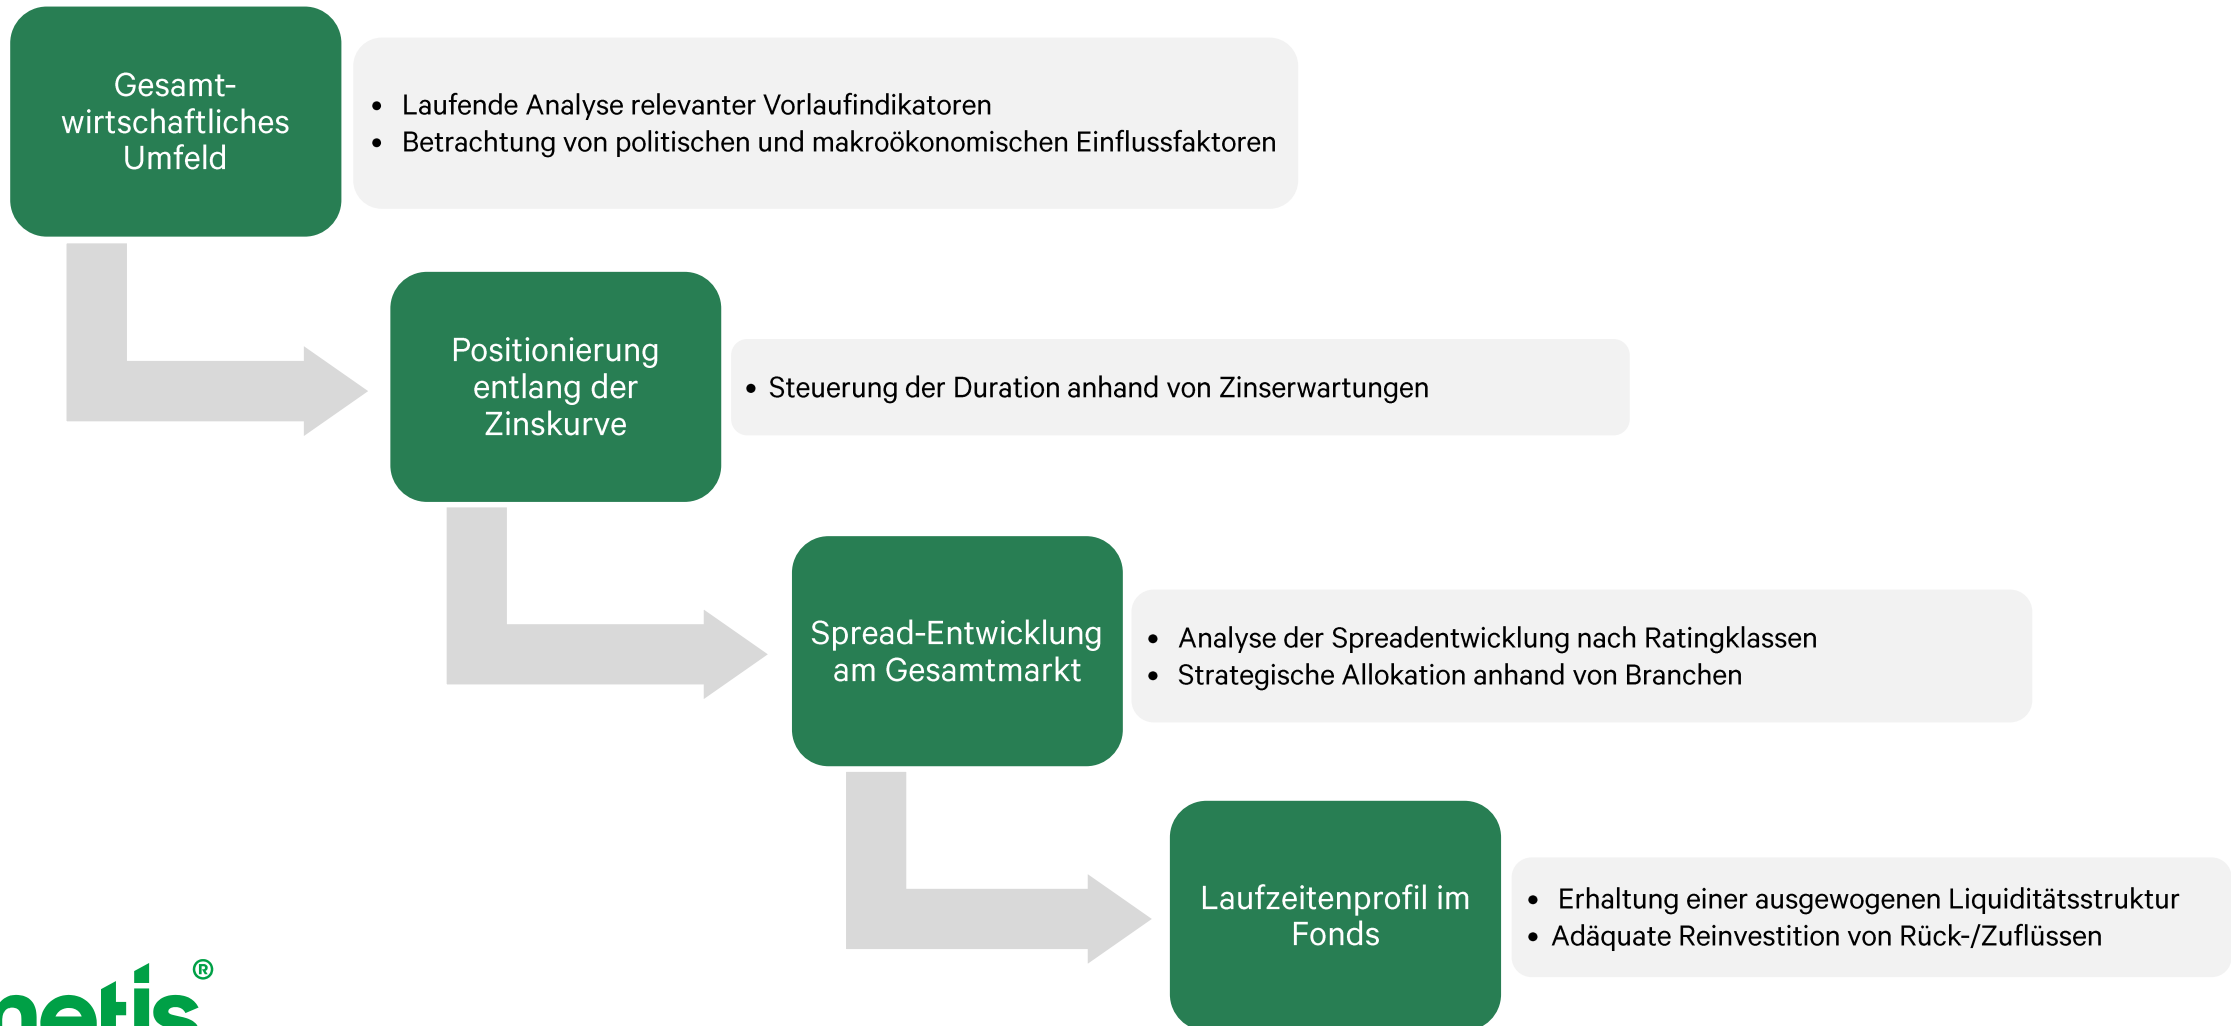 Gesamt-
wirtschaftliches
Umfeld
• Laufende Analyse relevanter Vorlaufindikatoren
• Betrachtung von politischen und makroökonomischen Einflussfaktoren
Positionierung
entlang der
Zinskurve
• Steuerung der Duration anhand von Zinserwartungen
Spread-Entwicklung
am Gesamtmarkt
• Analyse der Spreadentwicklung nach Ratingklassen
• Strategische Allokation anhand von Branchen
Laufzeitenprofil im
Fonds
• Erhaltung einer ausgewogenen Liquiditätsstruktur
• Adäquate Reinvestition von Rück-/Zuflüssen